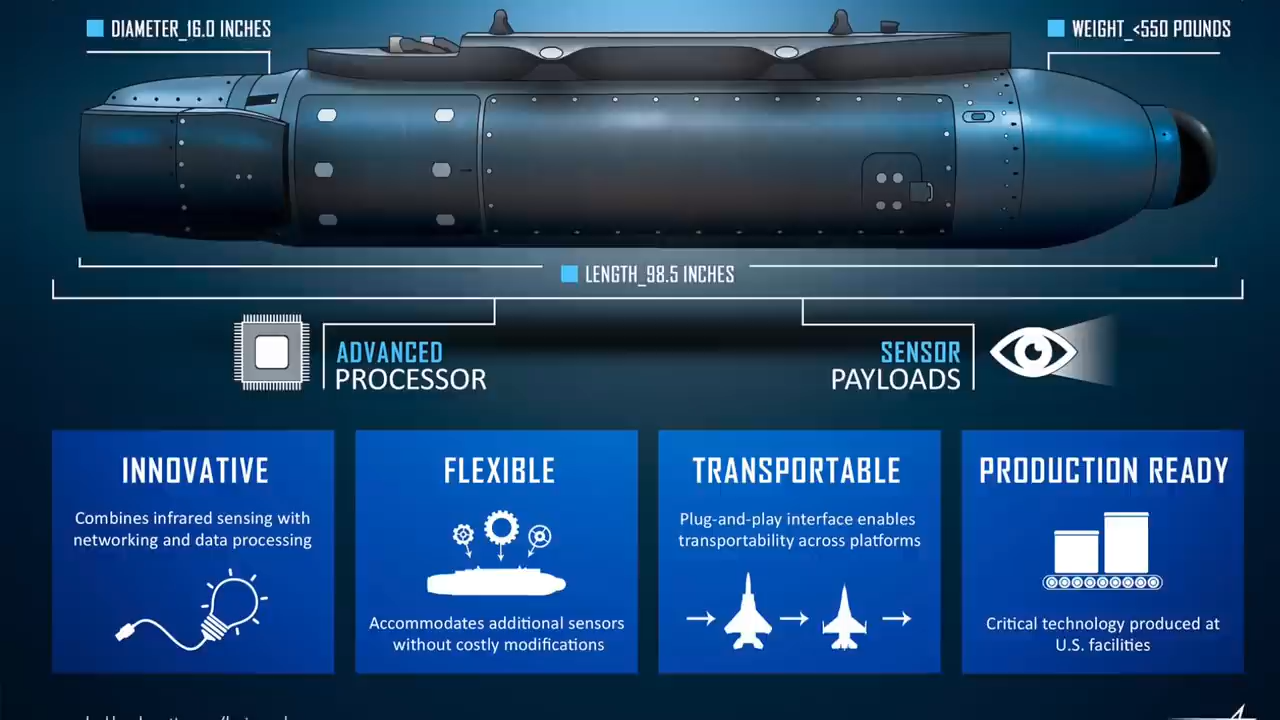 DIAMETER_16.0 INCHES
WEIGHT_<550 POUNDS
LENGTH_98.5 INCHES
ADVANCED
PROCESSOR
SENSOR
PAYLOADS
INNOVATIVE
Combines infrared sensing with
networking and data processing
FLEXIBLE
Accommodates additional sensors
without costly modifications
TRANSPORTABLE
Plug-and-play interface enables
transportability across platforms
PRODUCTION READY
Critical technology produced at
U.S. facilities